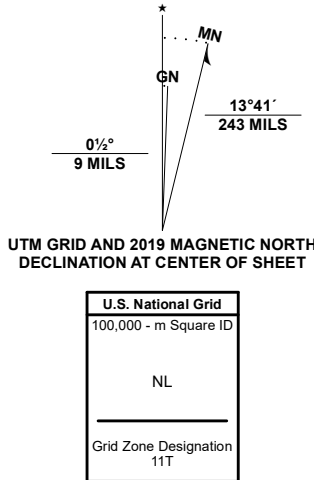 ★
MN
GN
13°41´
243 MILS
0½°
9 MILS
UTM GRID AND 2019 MAGNETIC NORTH
DECLINATION AT CENTER OF SHEET
U.S. National Grid
100,000 - m Square ID
NL
Grid Zone Designation
11T